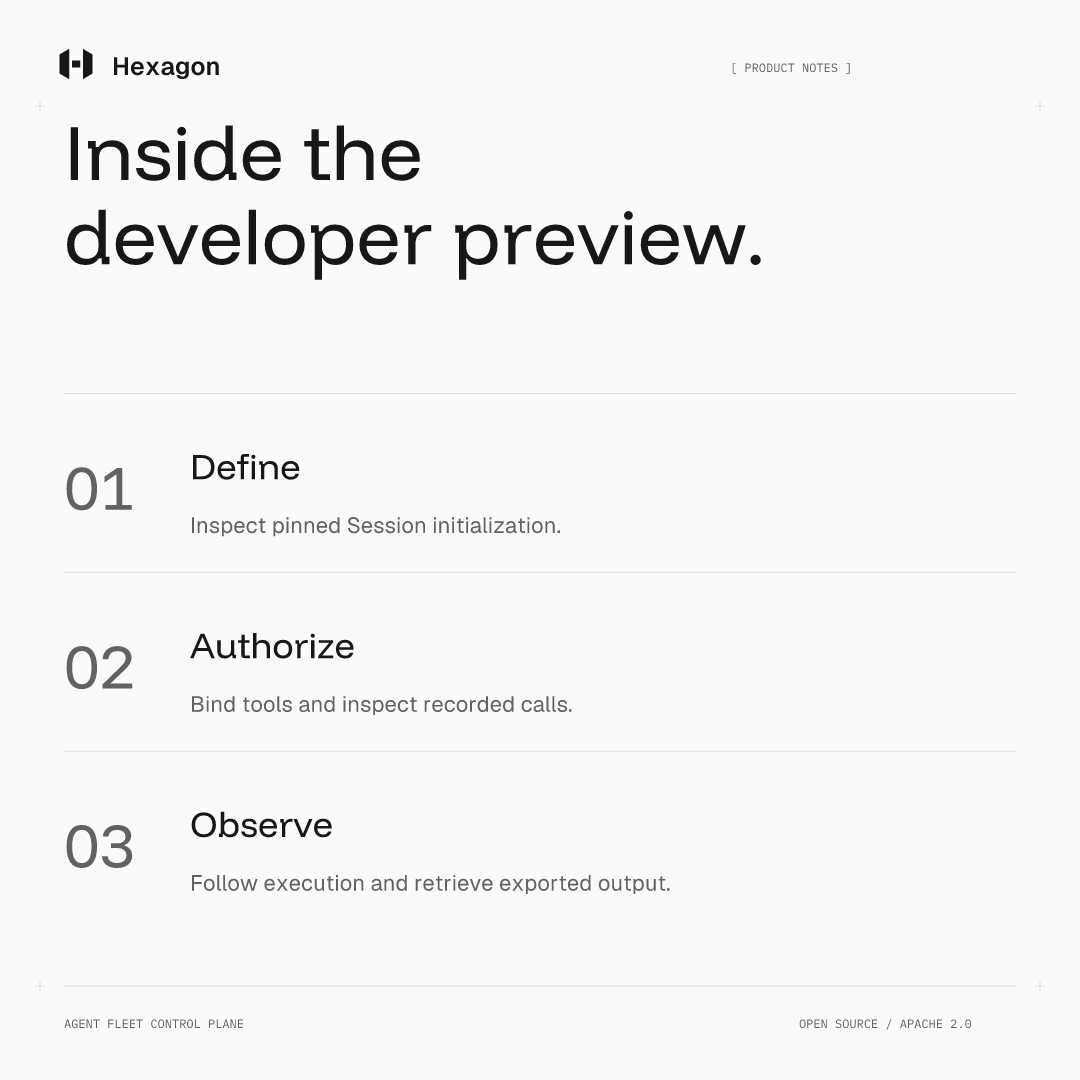 Hexagon
[ PRODUCT NOTES ]
Inside the
developer preview.
01
Define
Inspect pinned Session initialization.
02
Authorize
Bind tools and inspect recorded calls.
03
Observe
Follow execution and retrieve exported output.
AGENT FLEET CONTROL PLANE
OPEN SOURCE / APACHE 2.0